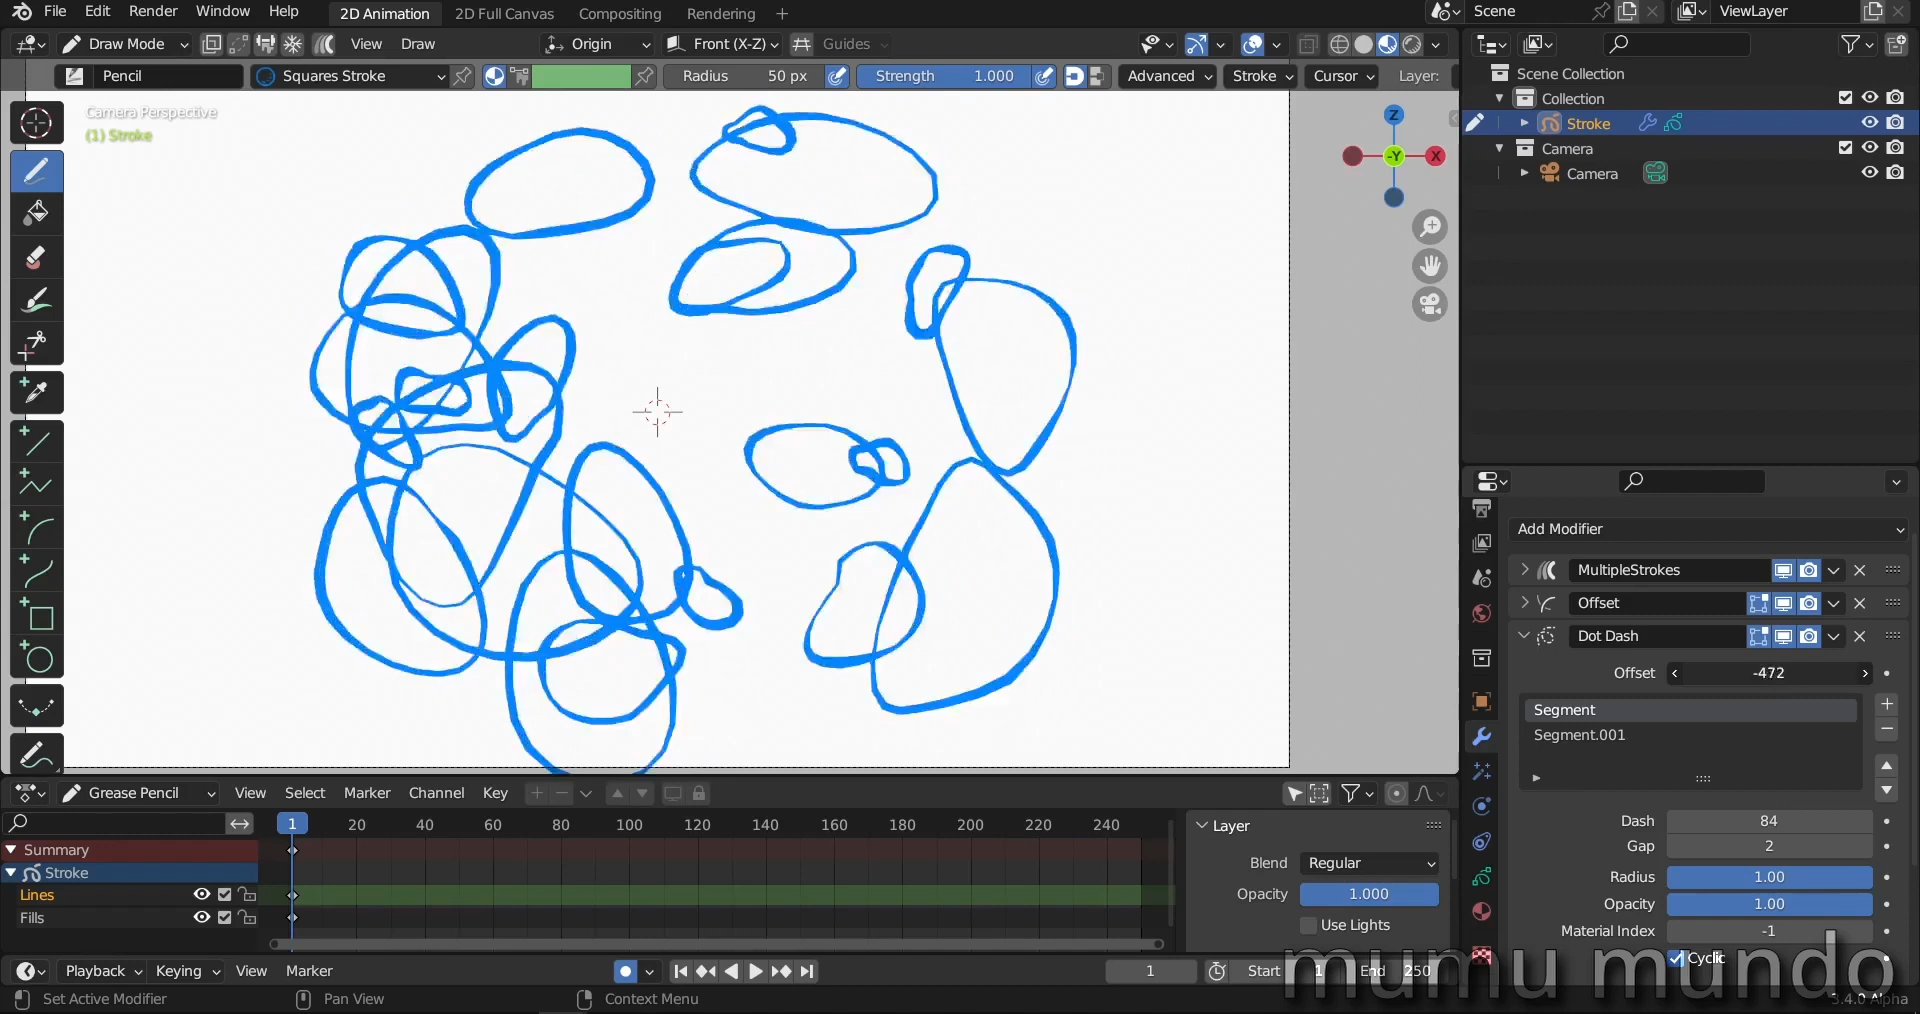 File Edit Render Window Help 2D Animation 2D Full Canvas Compositing Rendering + Scene ViewLayer
Draw Mode View Draw Origin Front (X-Z) Guides
Pencil Squares Stroke Radius 50 px Strength 1.000 Advanced Stroke Cursor Layer:
Camera Perspective
(1) Stroke
Z
-Y X
Scene Collection
Collection
Stroke
Camera
Camera
Add Modifier
MultipleStrokes
Offset
Dot Dash
Offset -472
Segment
Segment.001
Dash 84
Gap 2
Radius 1.00
Opacity 1.00
Material Index -1
Cyclic
Grease Pencil View Select Marker Channel Key
1 20 40 60 80 100 120 140 160 180 200 220 240
Summary
Stroke
Lines
Fills
Layer
Blend Regular
Opacity 1.000
Use Lights
Playback Keying View Marker 1 Start 1 End 250
mumu mundo
Set Active Modifier Pan View Context Menu 3.4.0 Alpha